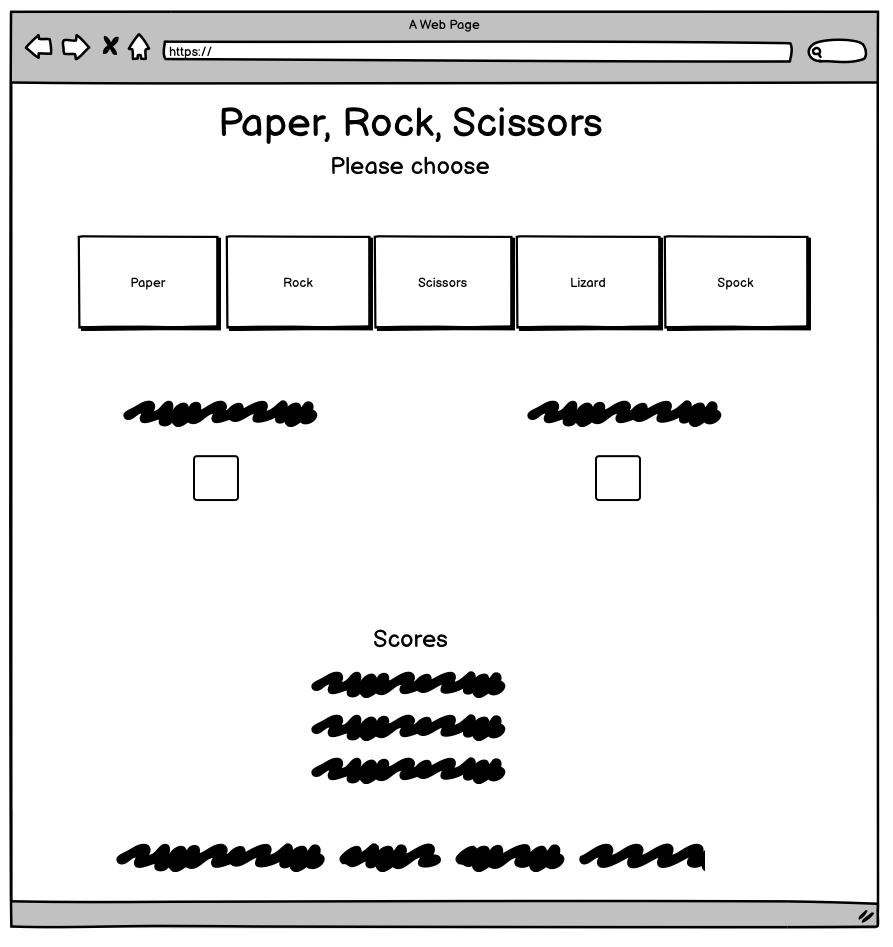 A Web Page
https://
Paper, Rock, Scissors
Please choose
Paper
Rock
Scissors
Lizard
Spock
Scores